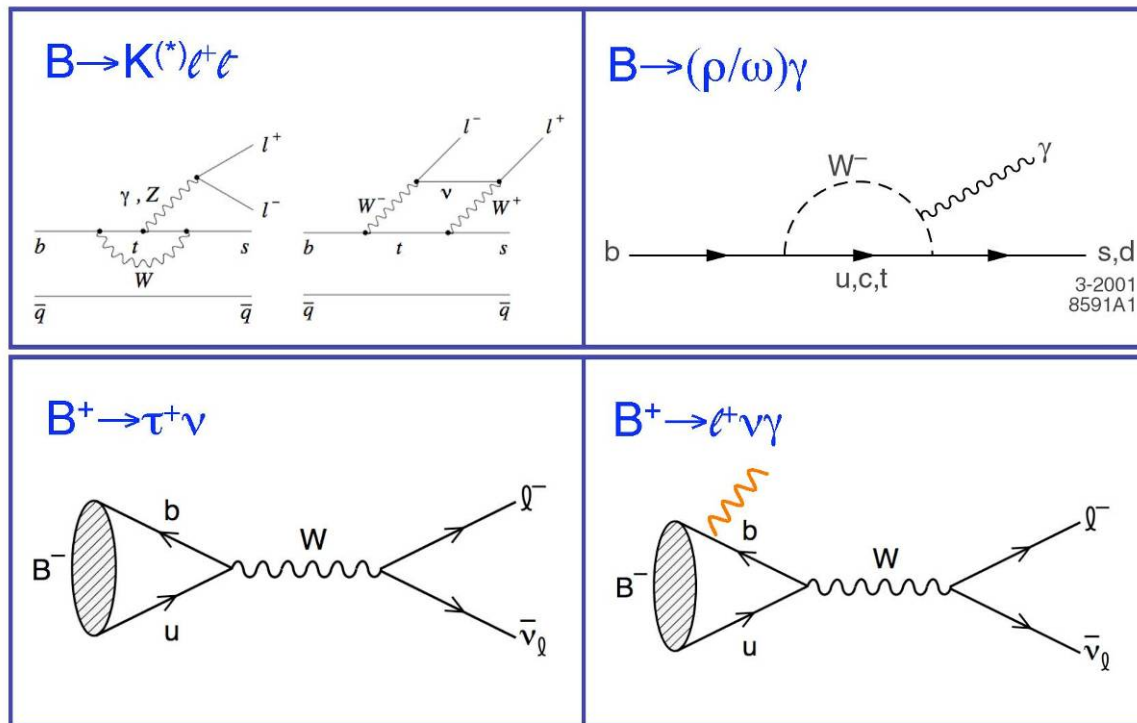 B→K(*)ℓ+ℓ-
l+
l-
γ , Z
b
t
s
W
q̄
q̄
l-
l+
ν
W-
W+
b
t
s
q̄
q̄
B→(ρ/ω)γ
W-
γ
b
s,d
u,c,t
3-2001
8591A1
B+→τ+ν
ℓ−
b
W
B−
u
ν̄ℓ
B+→ℓ+νγ
b
ℓ−
W
B−
u
ν̄ℓ